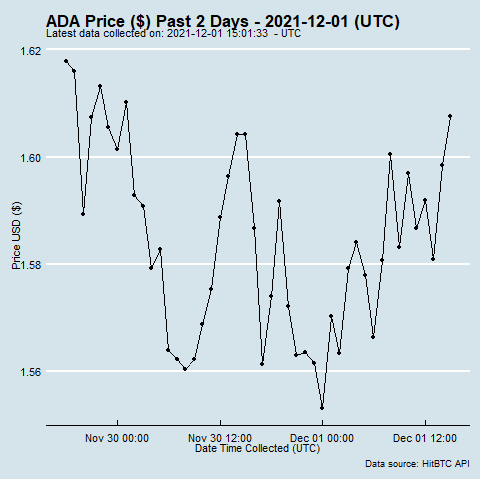 ADA Price ($) Past 2 Days - 2021-12-01 (UTC)
Latest data collected on: 2021-12-01 15:01:33 - UTC
1.62
1.60
1.58
1.56
Price USD ($)
Nov 30 00:00
Nov 30 12:00
Dec 01 00:00
Dec 01 12:00
Date Time Collected (UTC)
Data source: HitBTC API